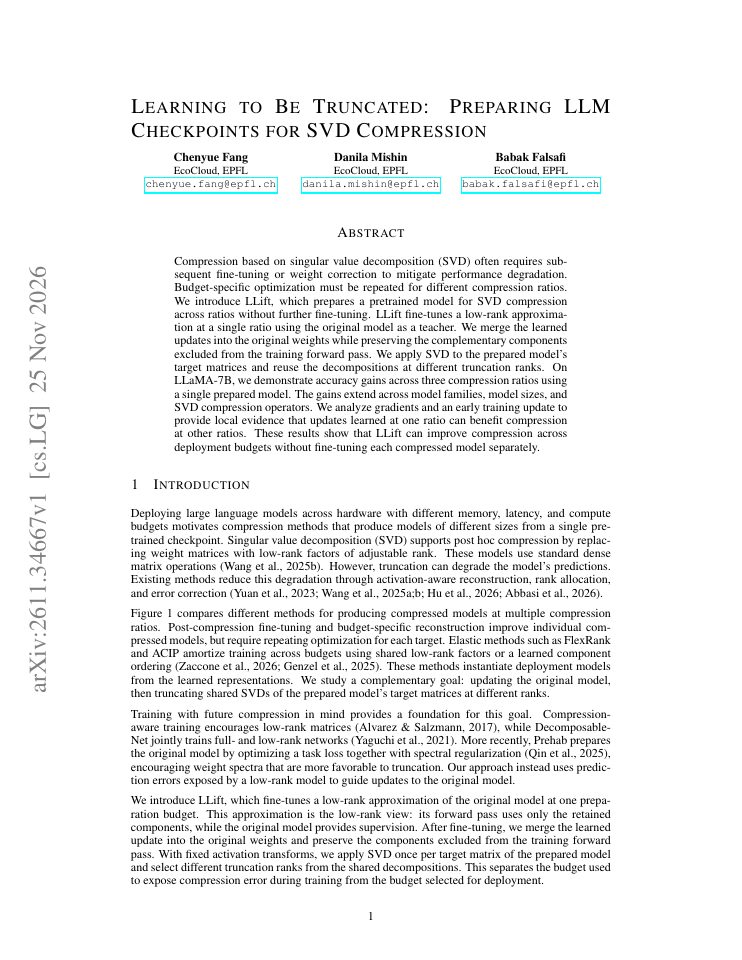 LEARNING TO BE TRUNCATED: PREPARING LLM
CHECKPOINTS FOR SVD COMPRESSION
Chenyue Fang
EcoCloud, EPFL
chenyue.fang@epfl.ch
Danila Mishin
EcoCloud, EPFL
danila.mishin@epfl.ch
Babak Falsafi
EcoCloud, EPFL
babak.falsafi@epfl.ch
ABSTRACT
Compression based on singular value decomposition (SVD) often requires sub-
sequent fine-tuning or weight correction to mitigate performance degradation.
Budget-specific optimization must be repeated for different compression ratios.
We introduce LLift, which prepares a pretrained model for SVD compression
across ratios without further fine-tuning. LLift fine-tunes a low-rank approxima-
tion at a single ratio using the original model as a teacher. We merge the learned
updates into the original weights while preserving the complementary components
excluded from the training forward pass. We apply SVD to the prepared model's
target matrices and reuse the decompositions at different truncation ranks. On
LLaMA-7B, we demonstrate accuracy gains across three compression ratios using
a single prepared model. The gains extend across model families, model sizes, and
SVD compression operators. We analyze gradients and an early training update to
provide local evidence that updates learned at one ratio can benefit compression
at other ratios. These results show that LLift can improve compression across
deployment budgets without fine-tuning each compressed model separately.
1 INTRODUCTION
Deploying large language models across hardware with different memory, latency, and compute
budgets motivates compression methods that produce models of different sizes from a single pre-
trained checkpoint. Singular value decomposition (SVD) supports post hoc compression by replac-
ing weight matrices with low-rank factors of adjustable rank. These models use standard dense
matrix operations (Wang et al., 2025b). However, truncation can degrade the model's predictions.
Existing methods reduce this degradation through activation-aware reconstruction, rank allocation,
and error correction (Yuan et al., 2023; Wang et al., 2025a;b; Hu et al., 2026; Abbasi et al., 2026).
Figure 1 compares different methods for producing compressed models at multiple compression
ratios. Post-compression fine-tuning and budget-specific reconstruction improve individual com-
pressed models, but require repeating optimization for each target. Elastic methods such as FlexRank
and ACIP amortize training across budgets using shared low-rank factors or a learned component
ordering (Zaccone et al., 2026; Genzel et al., 2025). These methods instantiate deployment models
from the learned representations. We study a complementary goal: updating the original model,
then truncating shared SVDs of the prepared model's target matrices at different ranks.
Training with future compression in mind provides a foundation for this goal. Compression-
aware training encourages low-rank matrices (Alvarez & Salzmann, 2017), while Decomposable-
Net jointly trains full- and low-rank networks (Yaguchi et al., 2021). More recently, Prehab prepares
the original model by optimizing a task loss together with spectral regularization (Qin et al., 2025),
encouraging weight spectra that are more favorable to truncation. Our approach instead uses predic-
tion errors exposed by a low-rank model to guide updates to the original model.
We introduce LLift, which fine-tunes a low-rank approximation of the original model at one prepa-
ration budget. This approximation is the low-rank view: its forward pass uses only the retained
components, while the original model provides supervision. After fine-tuning, we merge the learned
update into the original weights and preserve the components excluded from the training forward
pass. With fixed activation transforms, we apply SVD once per target matrix of the prepared model
and select different truncation ranks from the shared decompositions. This separates the budget used
to expose compression error during training from the budget selected for deployment.
1
arXiv:2611.34667v1 [cs.LG] 25 Nov 2026